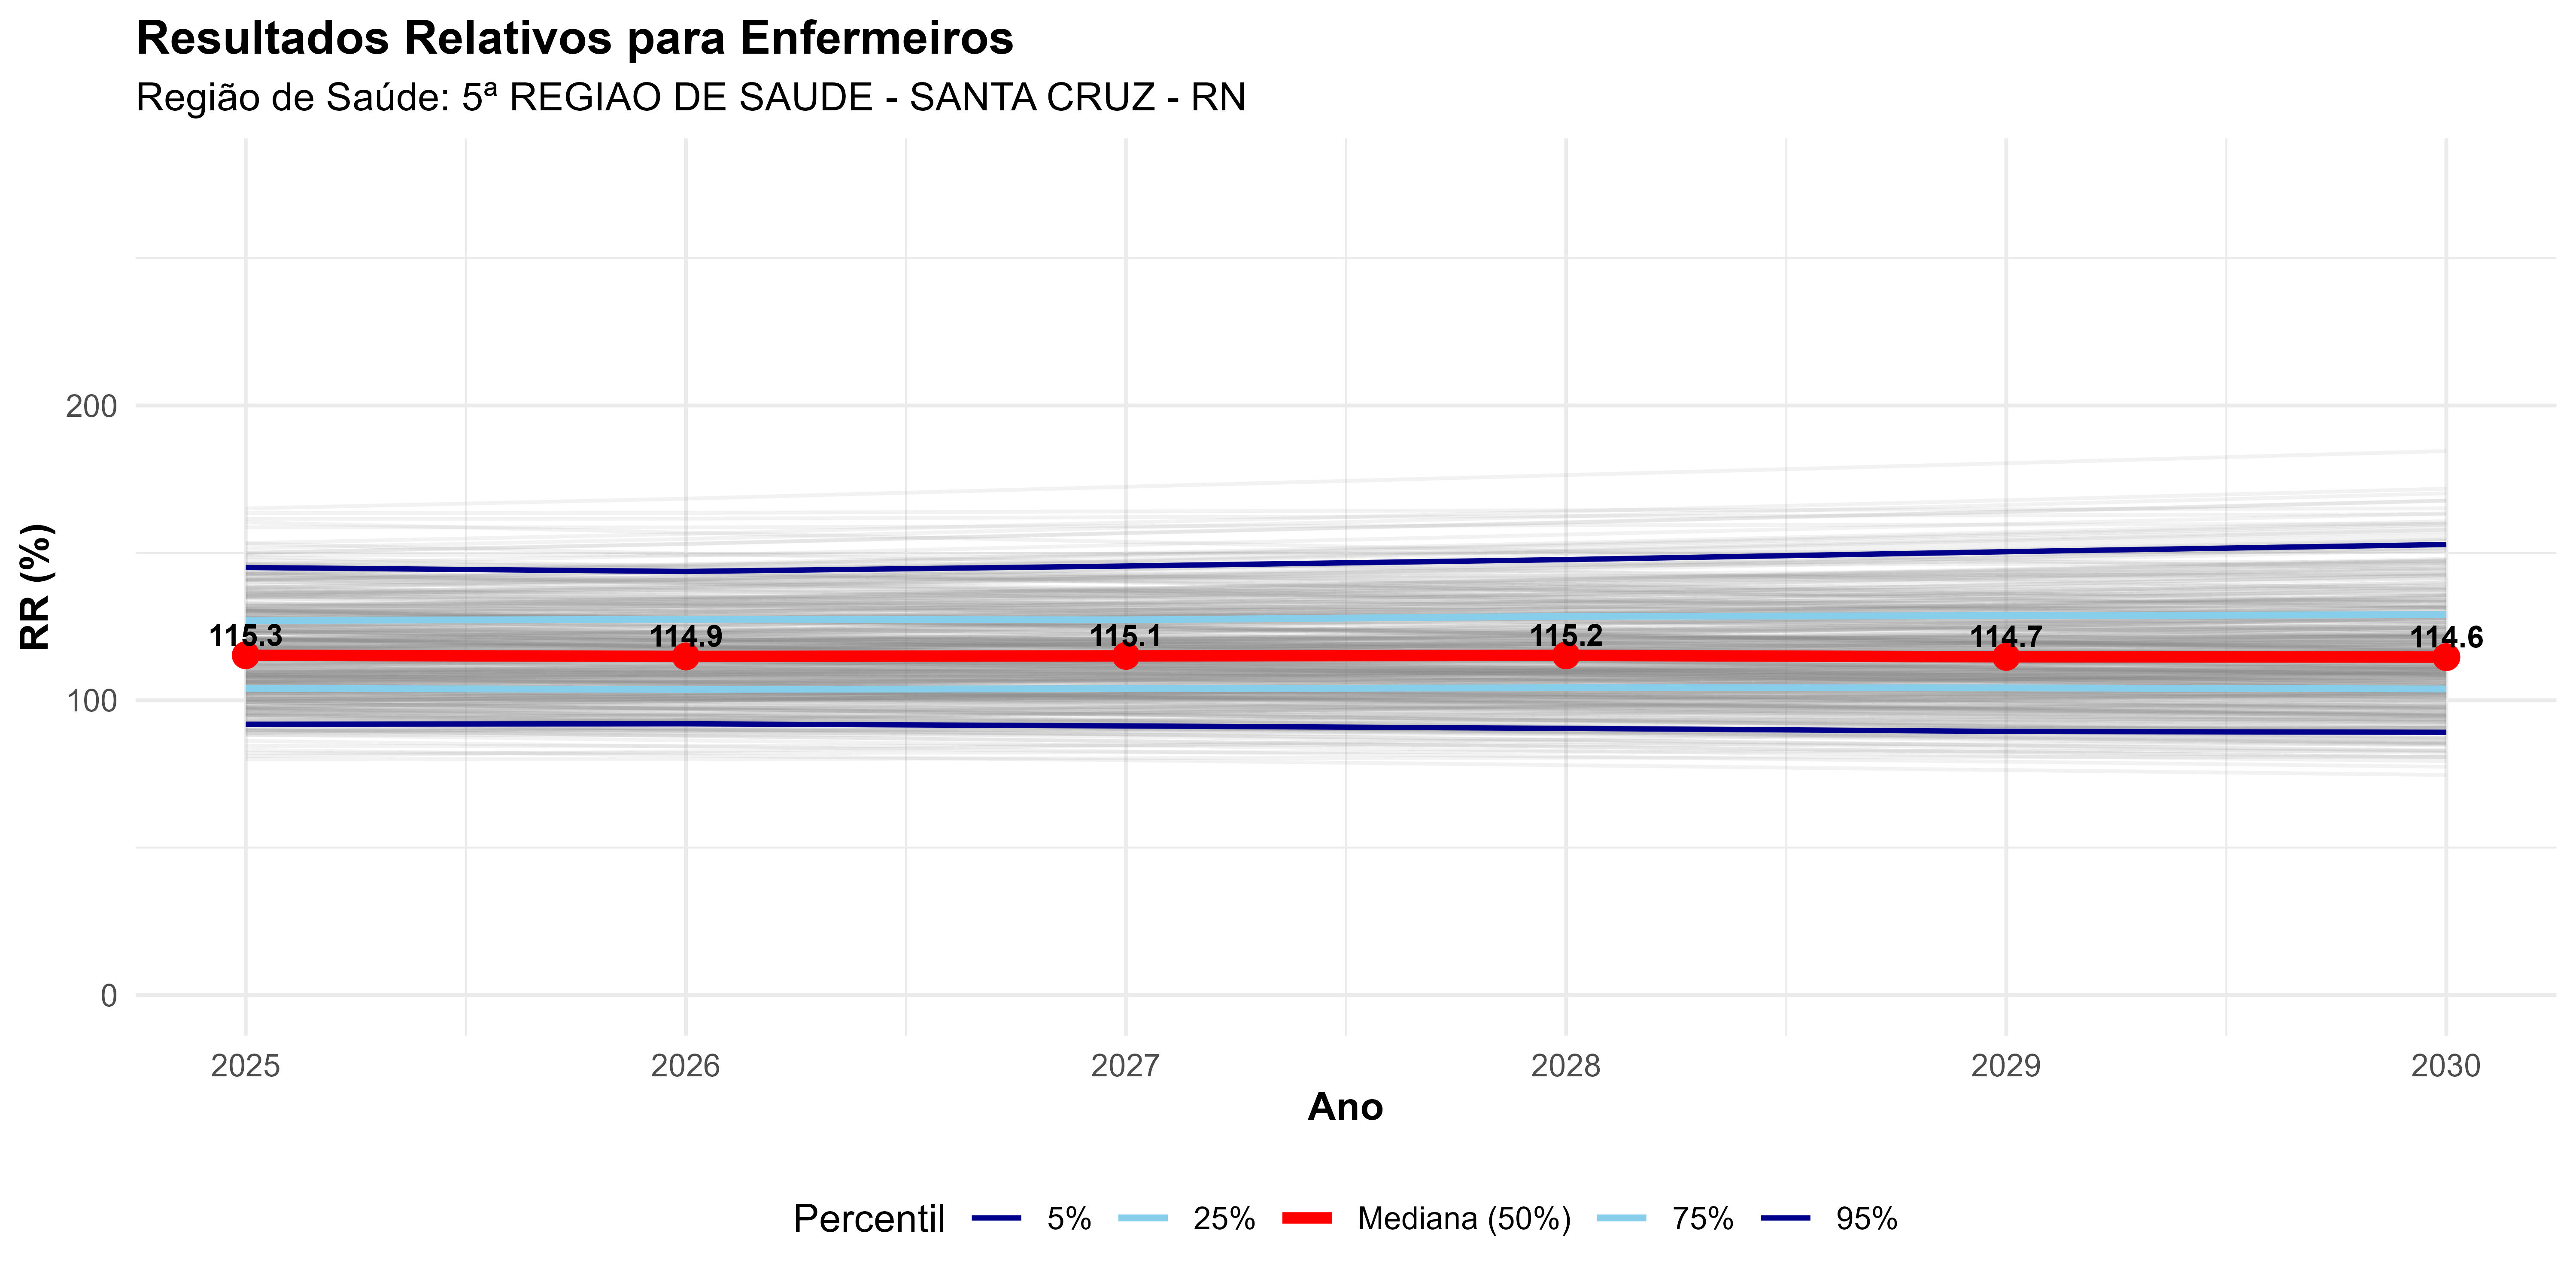 Resultados Relativos para Enfermeiros
Região de Saúde: 5ª REGIAO DE SAUDE - SANTA CRUZ - RN
RR (%)
200
100
0
115.3 114.9 115.1 115.2 114.7 114.6
2025 2026 2027 2028 2029 2030
Ano
Percentil 5% 25% Mediana (50%) 75% 95%